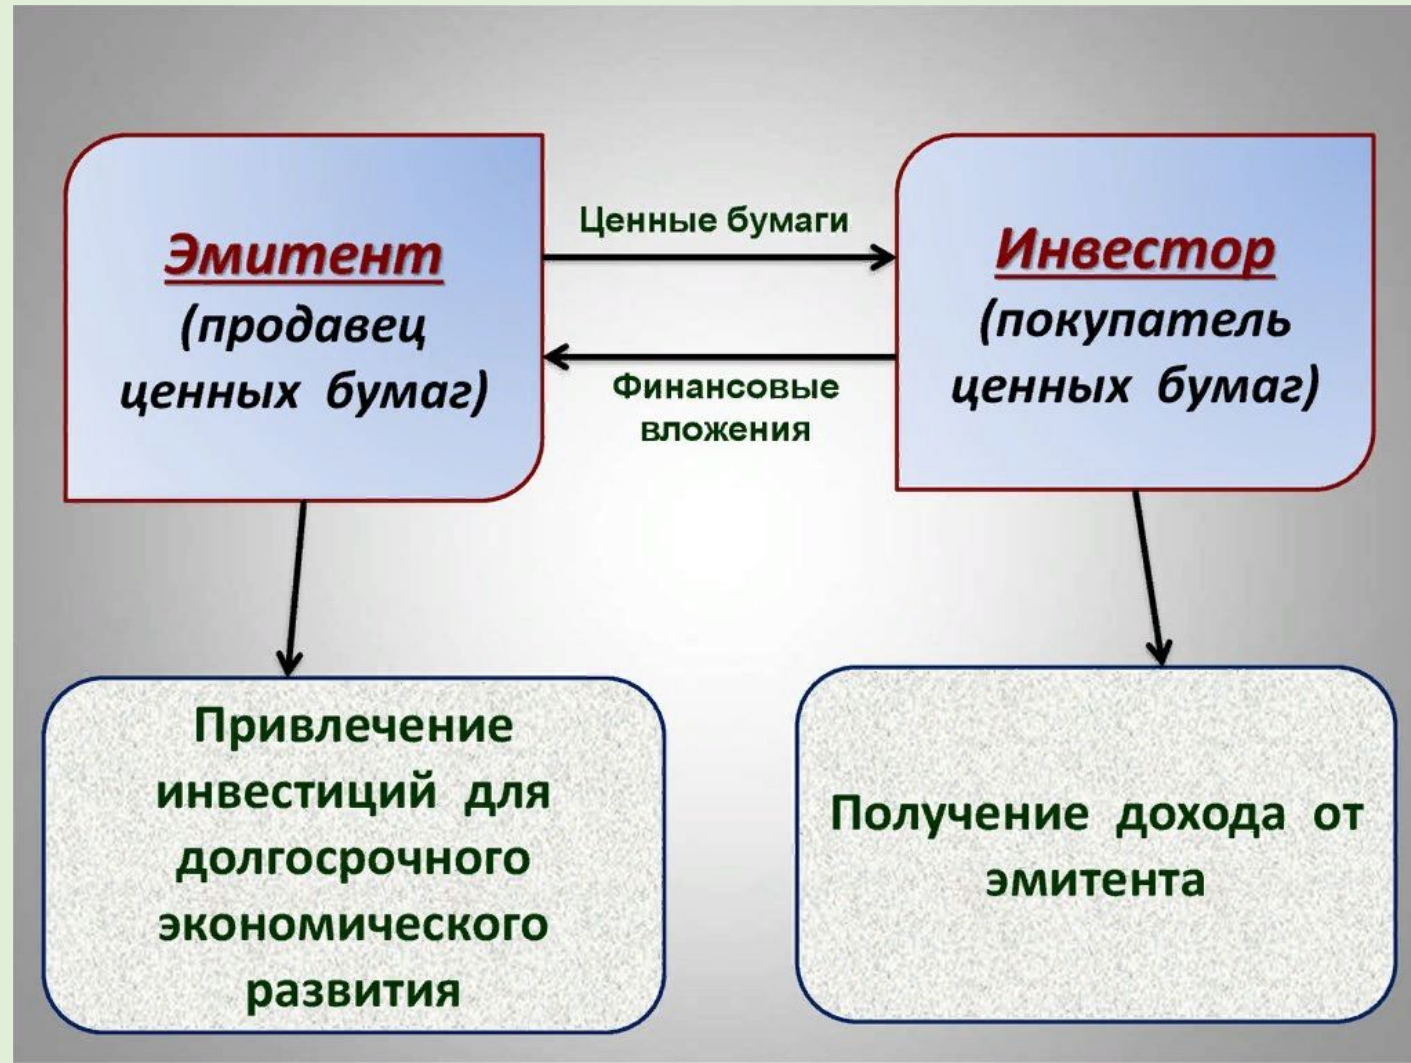 Эмитент
(продавец
ценных бумаг)
Ценные бумаги
Финансовые
вложения
Инвестор
(покупатель
ценных бумаг)
Привлечение
инвестиций для
долгосрочного
экономического
развития
Получение дохода от
эмитента